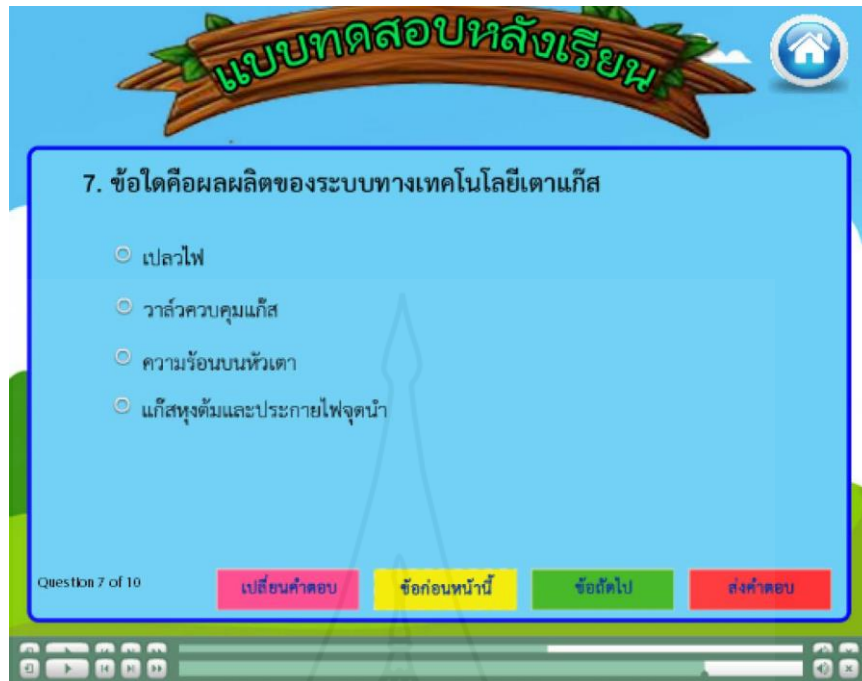 แบบทดสอบหลังเรียน
7. ข้อใดคือผลผลิตของระบบทางเทคโนโลยีเตาแก๊ส
เปลวไฟ
วาล์วควบคุมแก๊ส
ความร้อนบนหัวเตา
แก๊สหุงต้มและประกายไฟจุดนำ
Question 7 of 10
เปลี่ยนคำตอบ
ข้อก่อนหน้านี้
ข้อถัดไป
ส่งคำตอบ